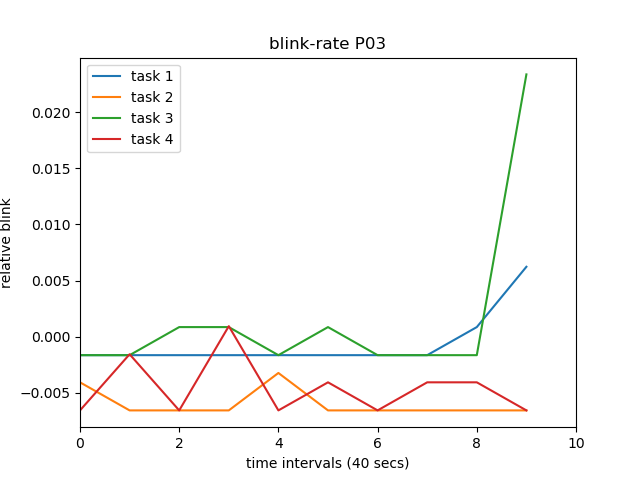 blink-rate P03
task 1
task 2
task 3
task 4
0.020
0.015
0.010
0.005
0.000
−0.005
relative blink
0 2 4 6 8 10
time intervals (40 secs)